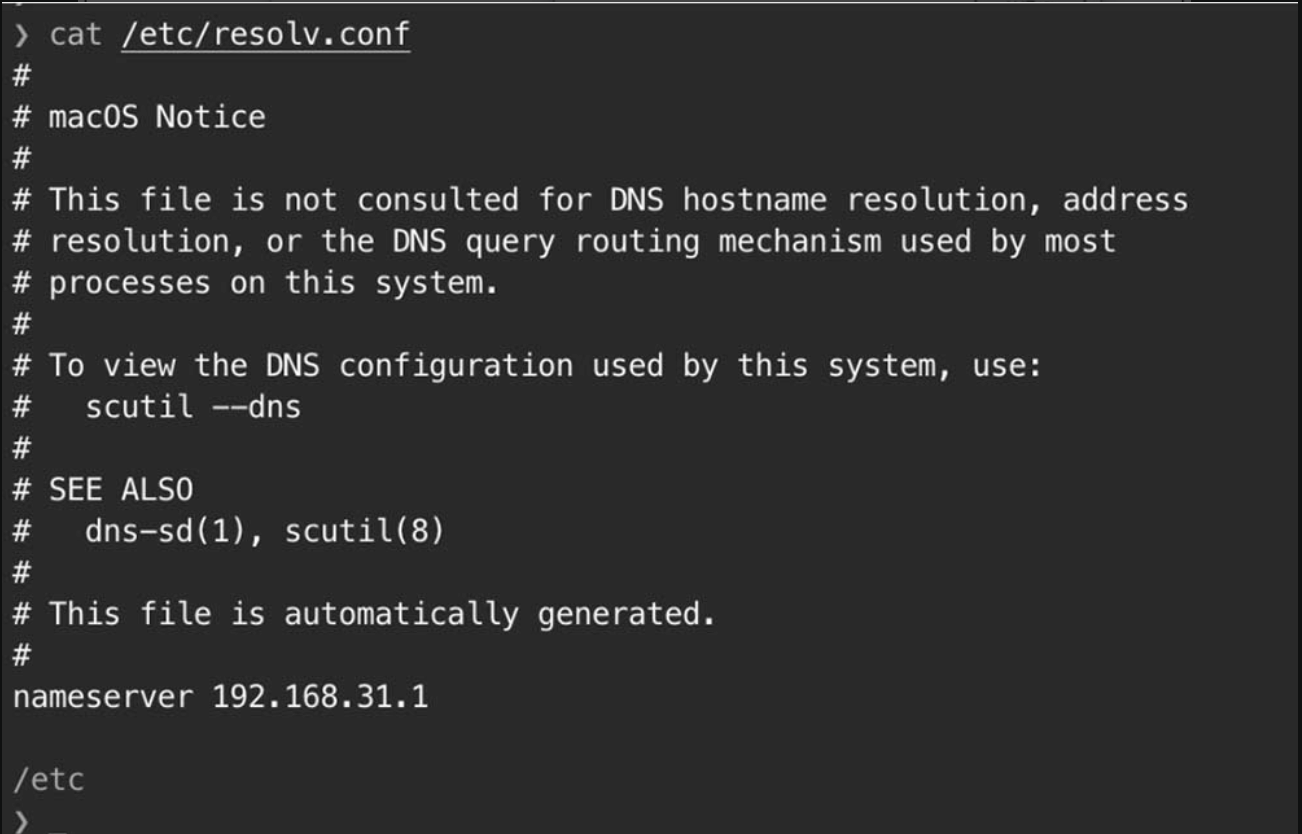 ❯ cat /etc/resolv.conf
#
# macOS Notice
#
# This file is not consulted for DNS hostname resolution, address
# resolution, or the DNS query routing mechanism used by most
# processes on this system.
#
# To view the DNS configuration used by this system, use:
#   scutil --dns
#
# SEE ALSO
#   dns-sd(1), scutil(8)
#
# This file is automatically generated.
#
nameserver 192.168.31.1

/etc
❯